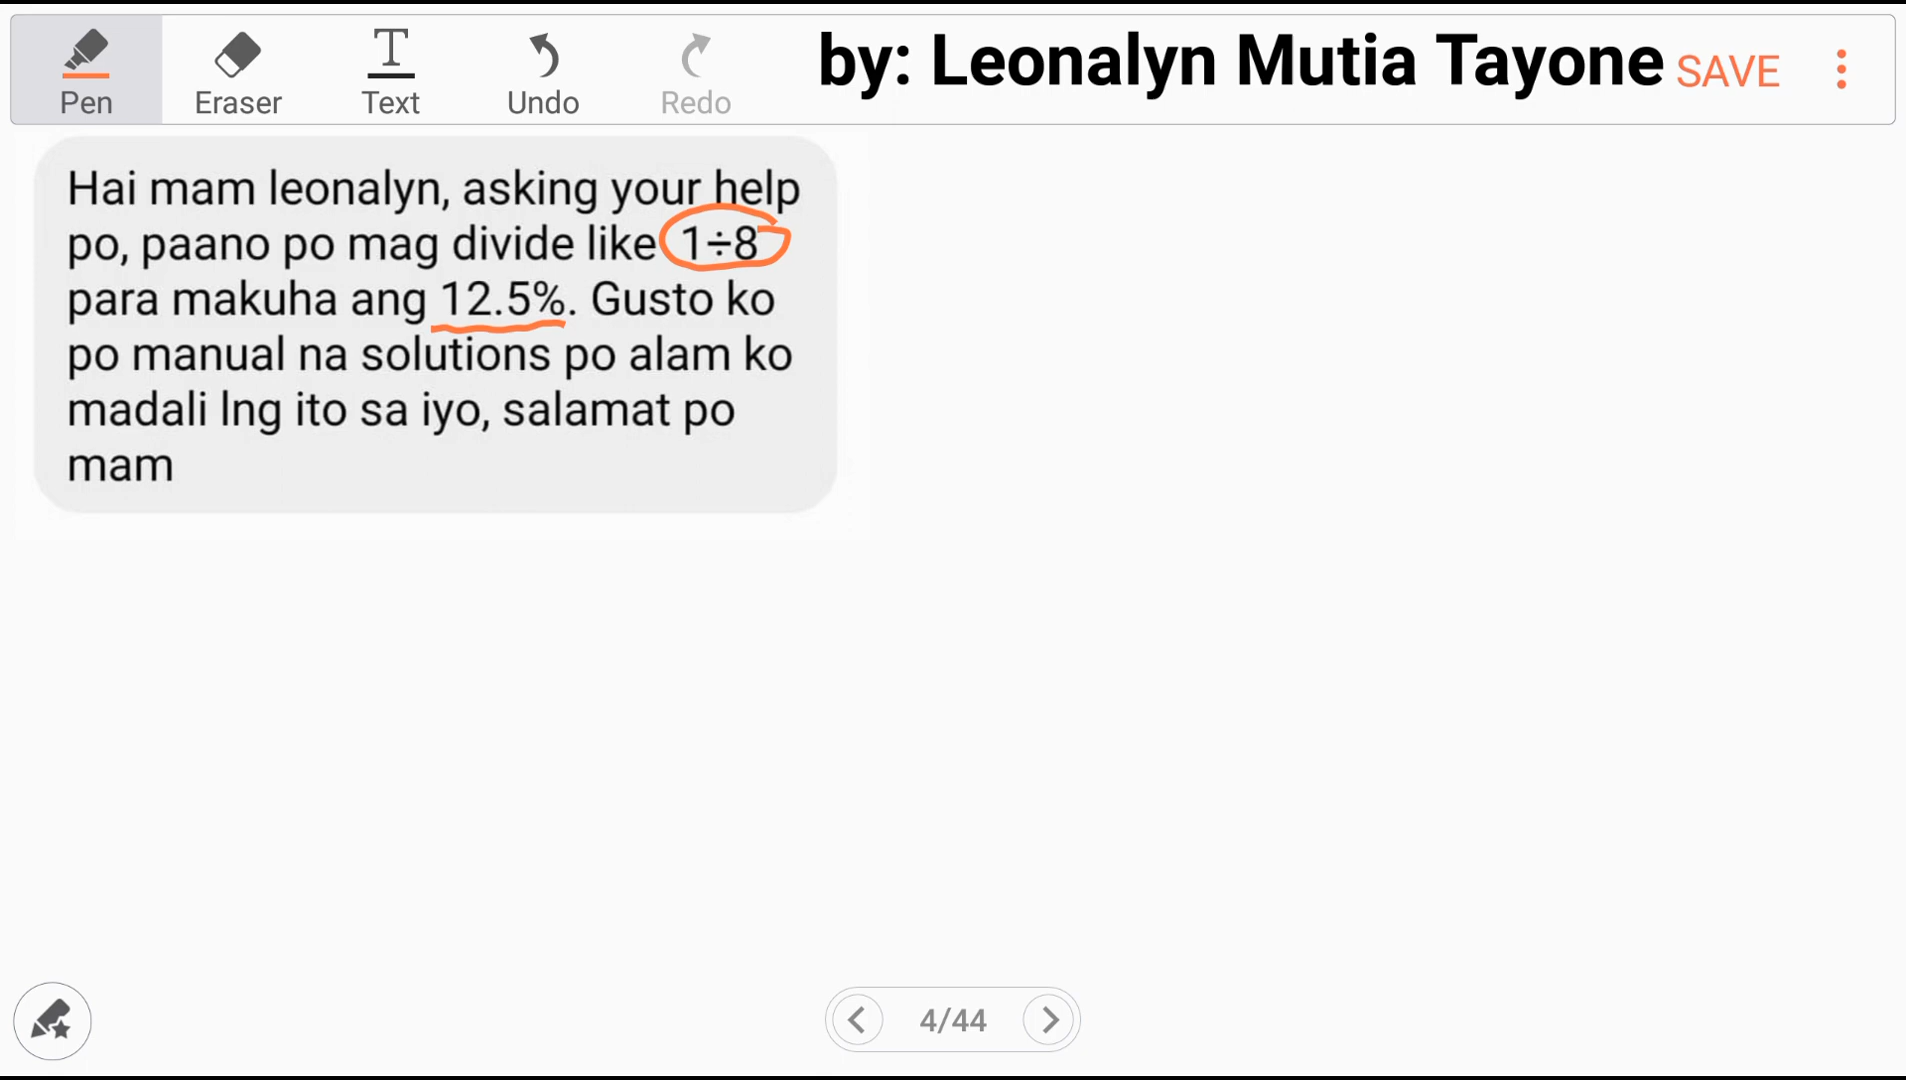 Pen
Eraser
Text
Undo
Redo
by: Leonalyn Mutia Tayone
SAVE
Hai mam leonalyn, asking your help
po, paano po mag divide like 1÷8
para makuha ang 12.5%. Gusto ko
po manual na solutions po alam ko
madali lng ito sa iyo, salamat po
mam
4/44